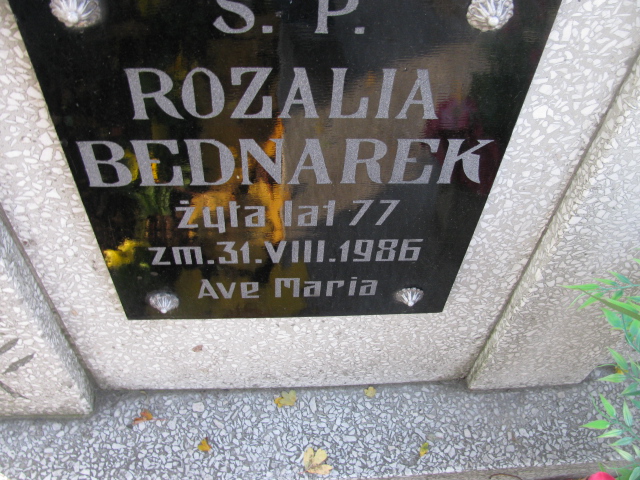 Ś. P.
ROZALIA
BEDNAREK
żyła lat 77
zm. 31. VIII. 1986
Ave Maria